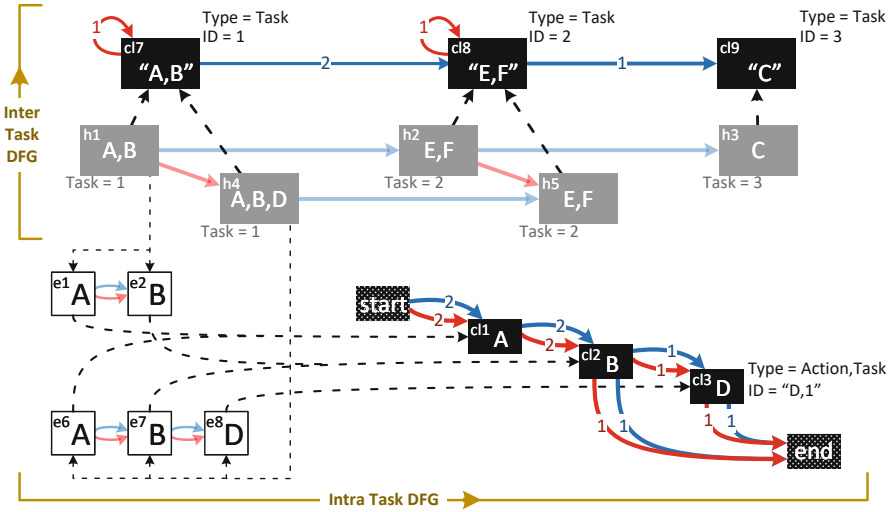 1
cl7
“A,B”
Type = Task
ID = 1
2
1
cl8
“E,F”
Type = Task
ID = 2
1
cl9
“C”
Type = Task
ID = 3
Inter
Task
DFG
h1
A,B
Task = 1
h4
A,B,D
Task = 1
h2
E,F
Task = 2
h5
E,F
Task = 2
h3
C
Task = 3
e1 A
e2 B
e6 A
e7 B
e8 D
start
2
2
cl1 A
2
2
cl2 B
1
1
cl3 D
Type = Action,Task
ID = “D,1”
1
1
1
1
end
Intra Task DFG